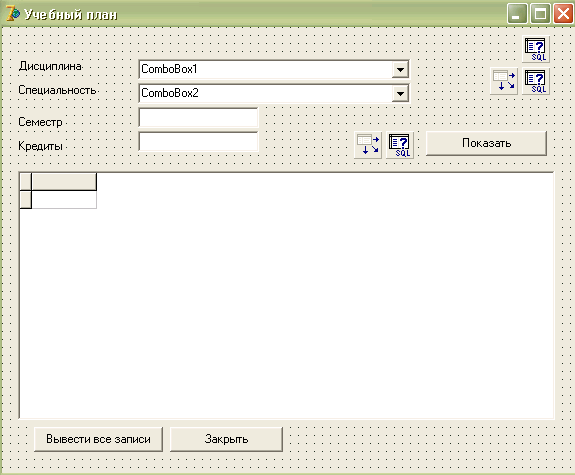 Учебный план
SQL
Дисциплина
ComboBox1
SQL
Специальность
ComboBox2
Семестр
Кредиты
SQL
Показать
Вывести все записи
Закрыть